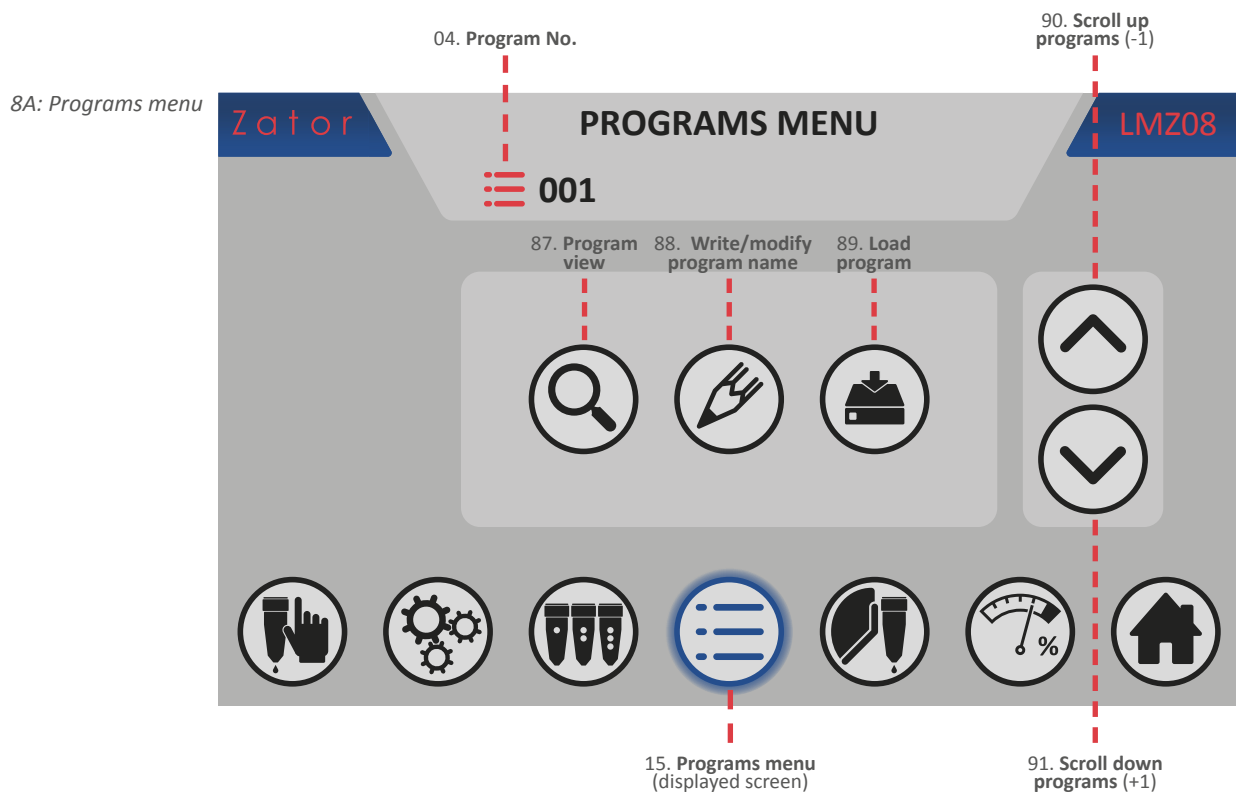 90. Scroll up
programs (-1)
04. Program No.
8A: Programs menu
Zator
PROGRAMS MENU
LMZ08
001
87. Program
view
88. Write/modify
program name
89. Load
program
%
15. Programs menu
(displayed screen)
91. Scroll down
programs (+1)